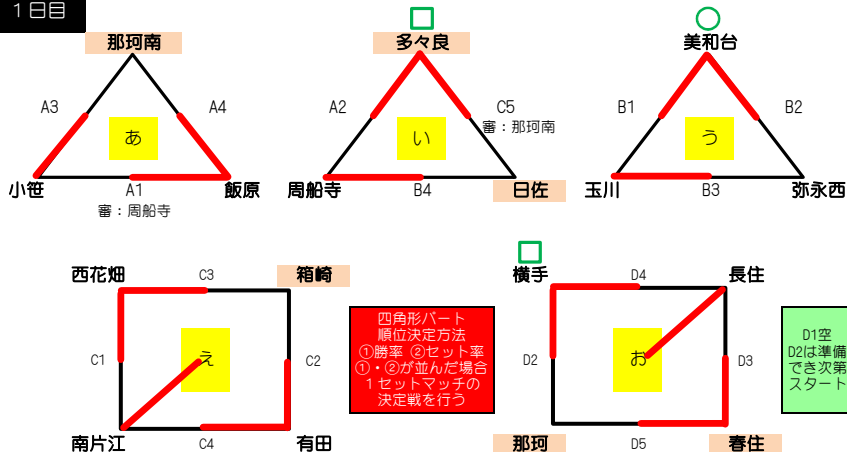 1日目
那珂南
多々良
美和台
A3
A4
A2
C5
審：那珂南
B1
B2
あ
い
う
小笹
A1
飯原
周船寺
B4
日佐
玉川
B3
弥永西
審：周船寺
西花畑
C3
箱崎
横手
D4
長住
C1
え
C2
四角形パート
順位決定方法
①勝率 ②セット率
①・②が並んだ場合
１セットマッチの
決定戦を行う
D2
お
D3
D1空
D2は準備
でき次第
スタート
南片江
C4
有田
那珂
D5
春住